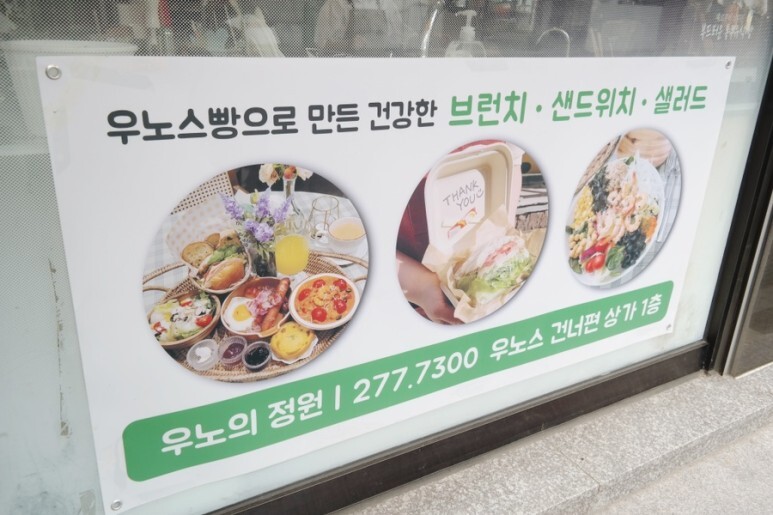 우노스빵으로 만든 건강한 브런치 · 샌드위치 · 샐러드
THANK
YOU
우노의 정원 | 277.7300 우노스 건너편 상가 1층